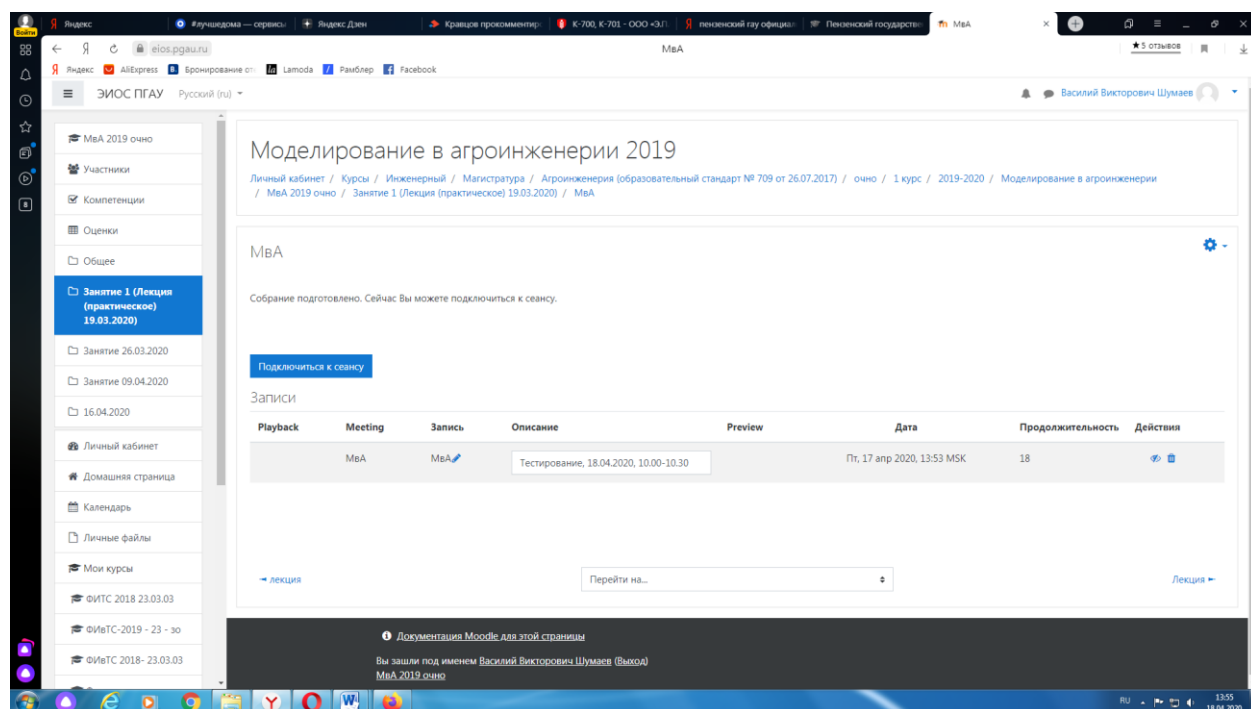 Яндекс
#лучшедома — сервисы
Яндекс.Дзен
Кравцов прокомментир
К-700, К-701 - ООО «Э.П.
пензенский гау официал
Пензенский государстве
МвА
Войти
eios.pgau.ru
МвА
★ 5 отзывов
Яндекс
AliExpress
Бронирование от
Lamoda
Рамблер
Facebook
ЭИОС ПГАУ
Русский (ru)
Василий Викторович Шумаев
МвА 2019 очно
Участники
Компетенции
Оценки
Общее
Занятие 1 (Лекция
(практическое)
19.03.2020)
Занятие 26.03.2020
Занятие 09.04.2020
16.04.2020
Личный кабинет
Домашняя страница
Календарь
Личные файлы
Мои курсы
ФИТС 2018 23.03.03
ФИвТС-2019 - 23 - зо
ФИвТС 2018- 23.03.03
Моделирование в агроинженерии 2019
Личный кабинет / Курсы / Инженерный / Магистратура / Агроинженерия (образовательный стандарт № 709 от 26.07.2017) / очно / 1 курс / 2019-2020 / Моделирование в агроинженерии
/ МвА 2019 очно / Занятие 1 (Лекция (практическое) 19.03.2020) / МвА
МвА
Собрание подготовлено. Сейчас Вы можете подключиться к сеансу.
Подключиться к сеансу
Записи
Playback Meeting Запись Описание Preview Дата Продолжительность Действия
МвА МвА Тестирование, 18.04.2020, 10.00-10.30 Пт, 17 апр 2020, 13:53 MSK 18
◄ лекция
Перейти на...
Лекция ►
Документация Moodle для этой страницы
Вы зашли под именем Василий Викторович Шумаев (Выход)
МвА 2019 очно
RU
13:55
18.04.2020